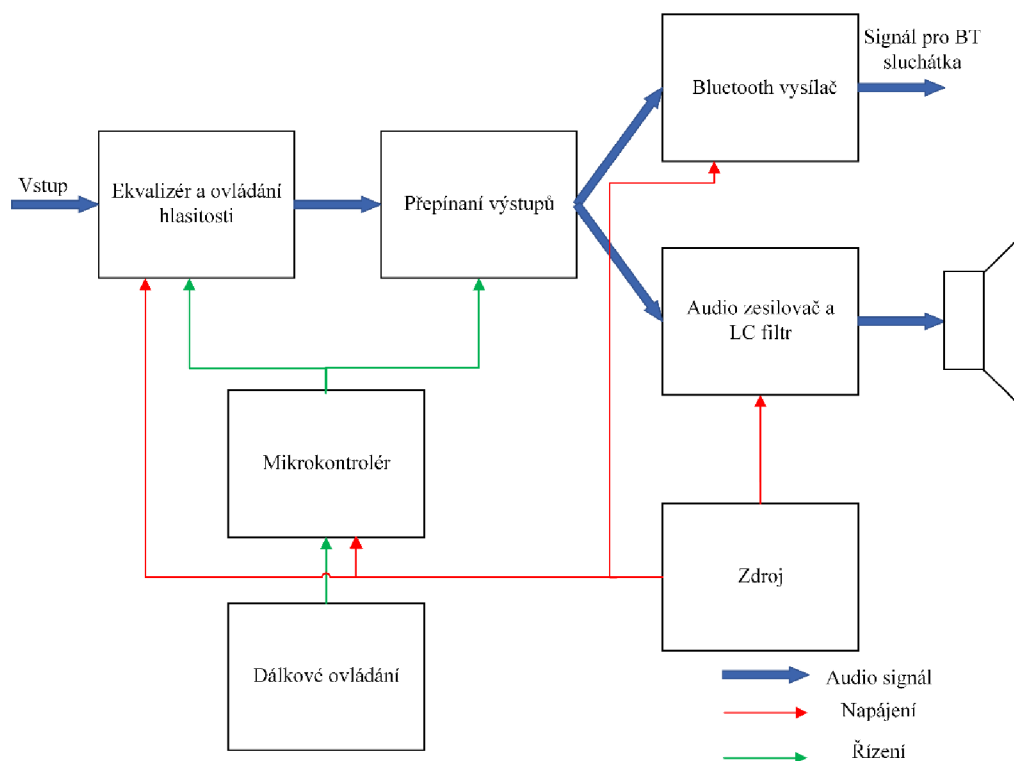 Signál pro BT
sluchátka
Bluetooth vysílač
Vstup
Ekvalizér a ovládání
hlasitosti
Přepínaní výstupů
Audio zesilovač a
LC filtr
Mikrokontrolér
Zdroj
Dálkové ovládání
Audio signál
Napájení
Řízení